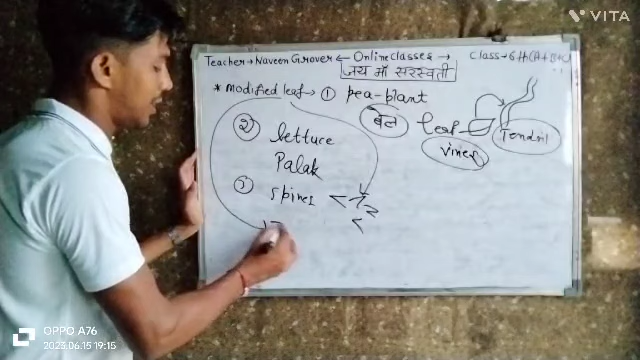 VITA
Teacher → Naveen Grover ← Online classes → Class-6th(A+B+C)
जय माँ सरस्वती
* Modified leaf → ① pea-plant
बेल
leaf
Tendril
Vines
② lettuce
Palak
③ spines
OPPO A76
2023.06.15 19:15